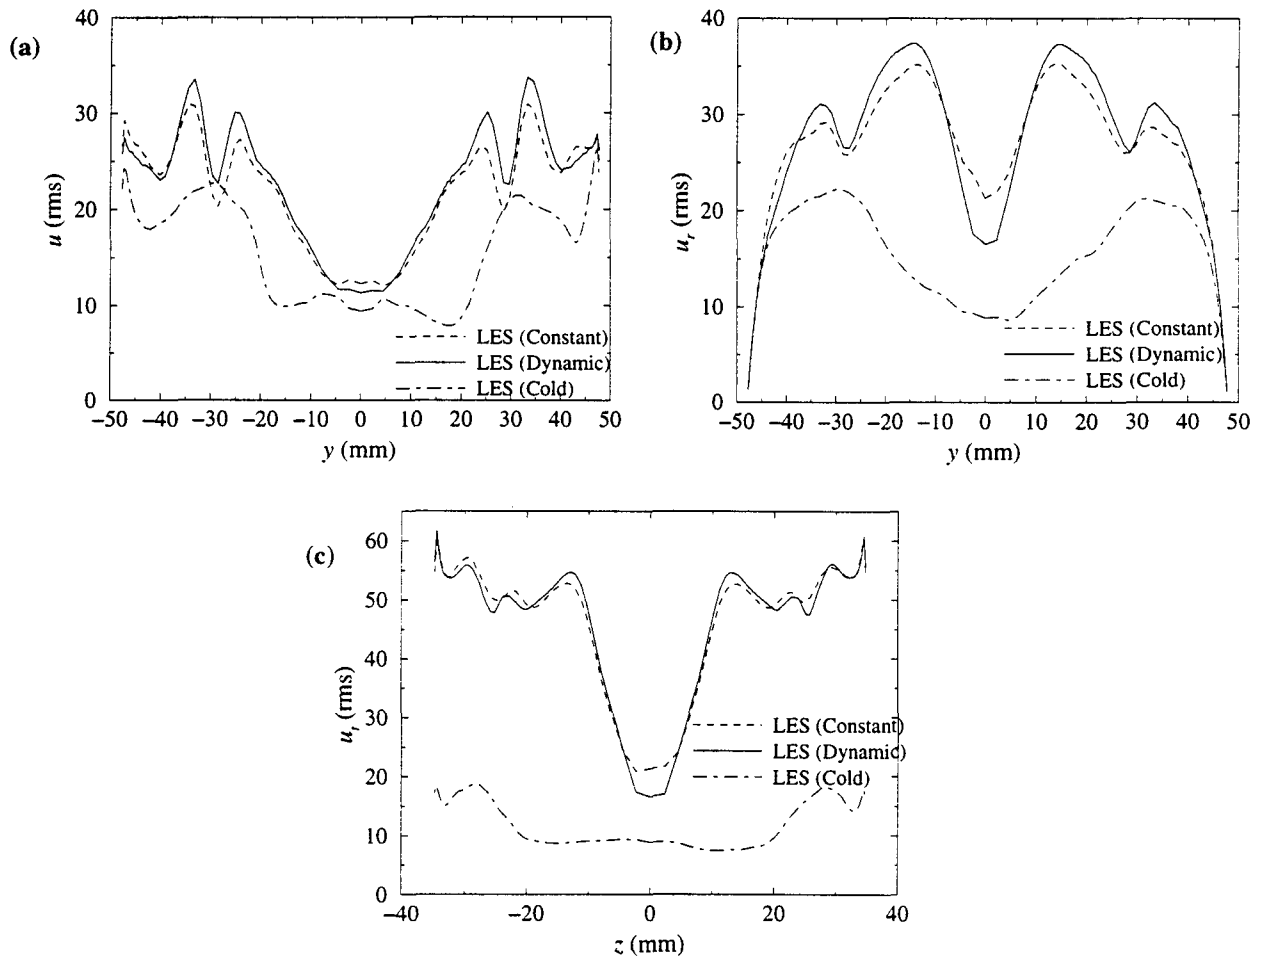 (a)
40
30
20
10
0
u (rms)
LES (Constant)
LES (Dynamic)
LES (Cold)
−50 −40 −30 −20 −10 0 10 20 30 40 50
y (mm)
(b)
40
30
20
10
0
u_r (rms)
LES (Constant)
LES (Dynamic)
LES (Cold)
−50 −40 −30 −20 −10 0 10 20 30 40 50
y (mm)
(c)
60
50
40
30
20
10
0
u_r (rms)
LES (Constant)
LES (Dynamic)
LES (Cold)
−40 −20 0 20 40
z (mm)